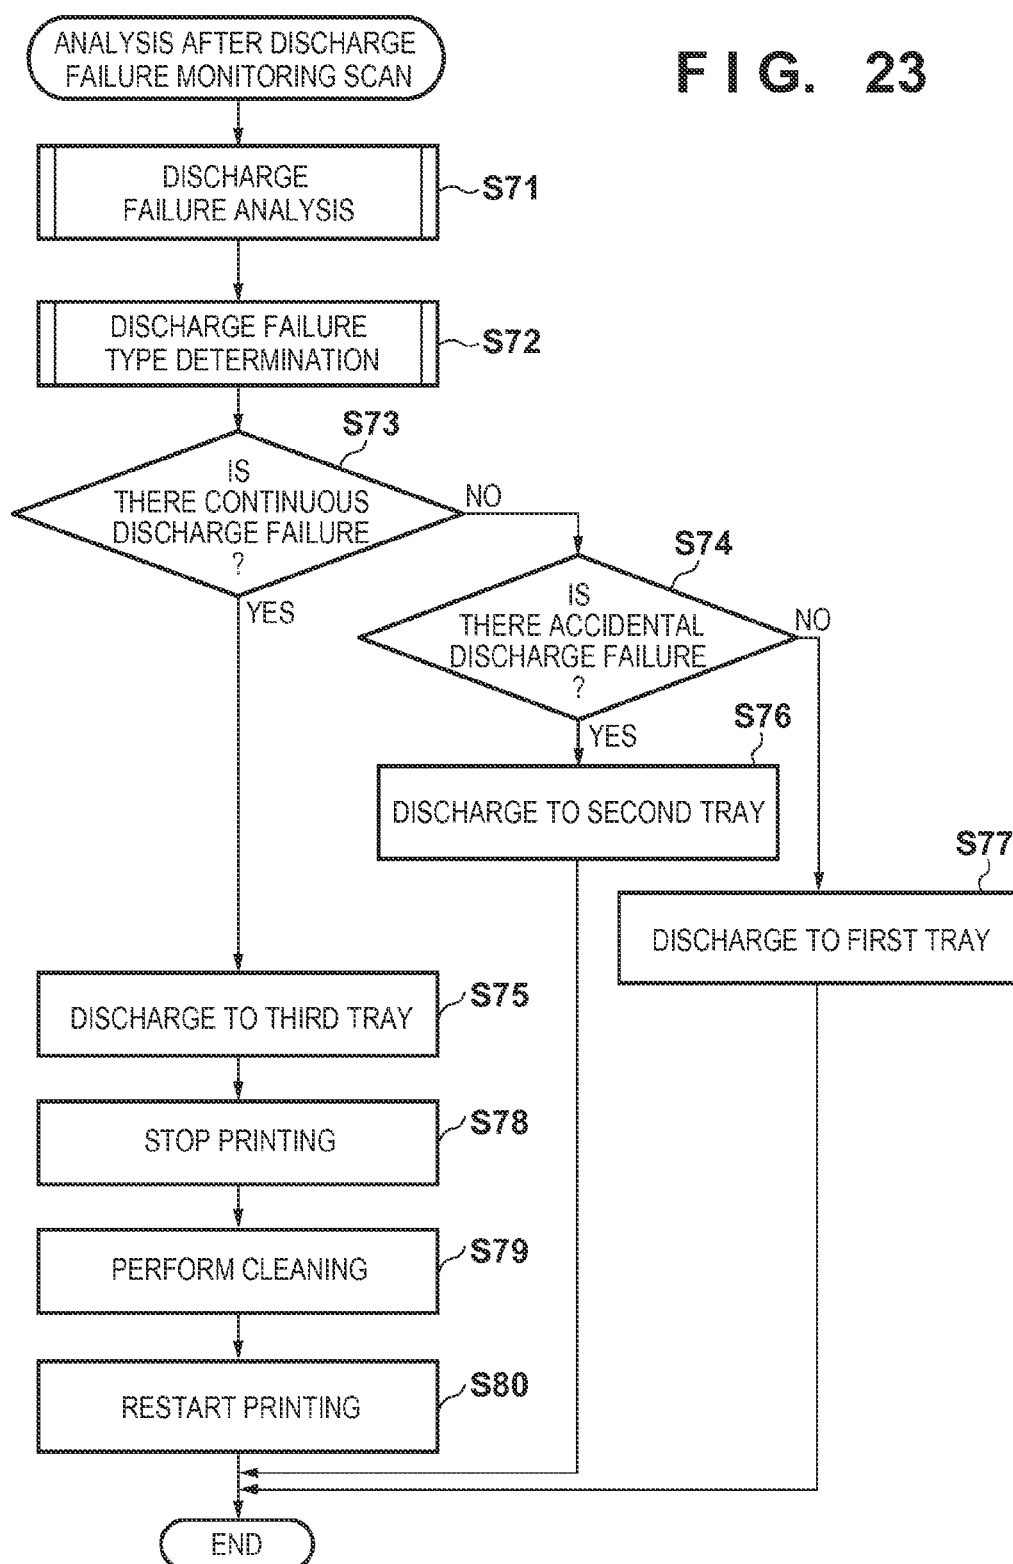 ANALYSIS AFTER DISCHARGE
FAILURE MONITORING SCAN
FIG. 23
DISCHARGE
FAILURE ANALYSIS
S71
DISCHARGE FAILURE
TYPE DETERMINATION
S72
S73
IS
THERE CONTINUOUS
DISCHARGE FAILURE
?
NO
YES
S74
IS
THERE ACCIDENTAL
DISCHARGE FAILURE
?
NO
YES
S76
DISCHARGE TO SECOND TRAY
S77
DISCHARGE TO FIRST TRAY
S75
DISCHARGE TO THIRD TRAY
S78
STOP PRINTING
S79
PERFORM CLEANING
S80
RESTART PRINTING
END